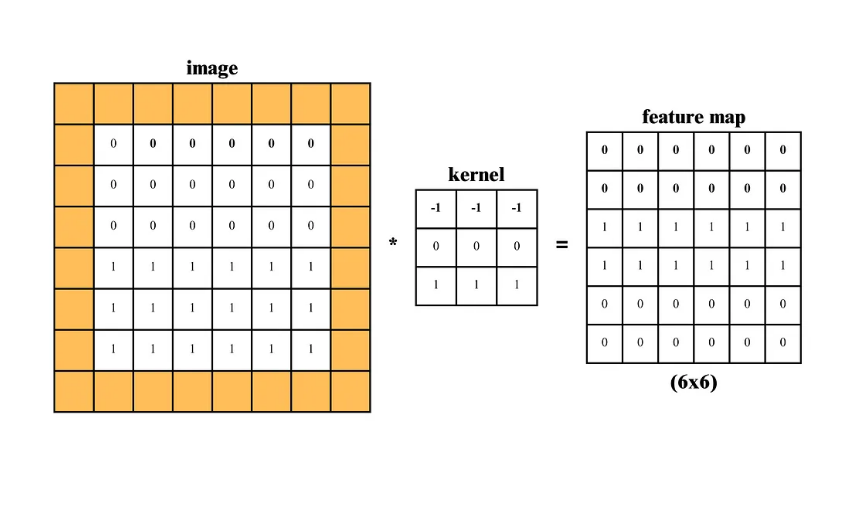 image
0 0 0 0 0 0
0 0 0 0 0 0
0 0 0 0 0 0
1 1 1 1 1 1
1 1 1 1 1 1
1 1 1 1 1 1
*
kernel
-1 -1 -1
0 0 0
1 1 1
=
feature map
0 0 0 0 0 0
0 0 0 0 0 0
1 1 1 1 1 1
1 1 1 1 1 1
0 0 0 0 0 0
0 0 0 0 0 0
(6x6)